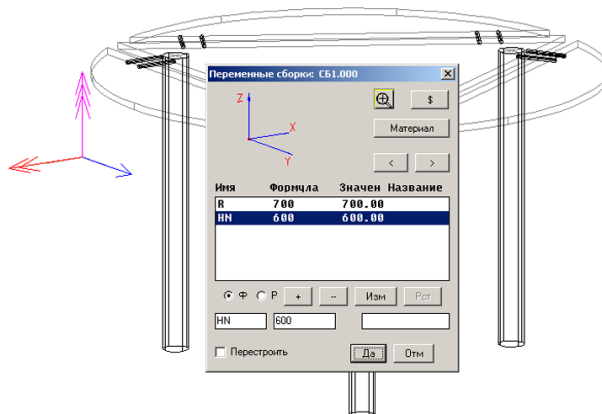 Переменные сборки: СБ1.000
Z
X
Y
$
Материал
< >
Имя Формула Значен Название
R 700 700.00
HN 600 600.00
Ф Р + -- Изм Рст
HN 600
Перестроить Да Отм